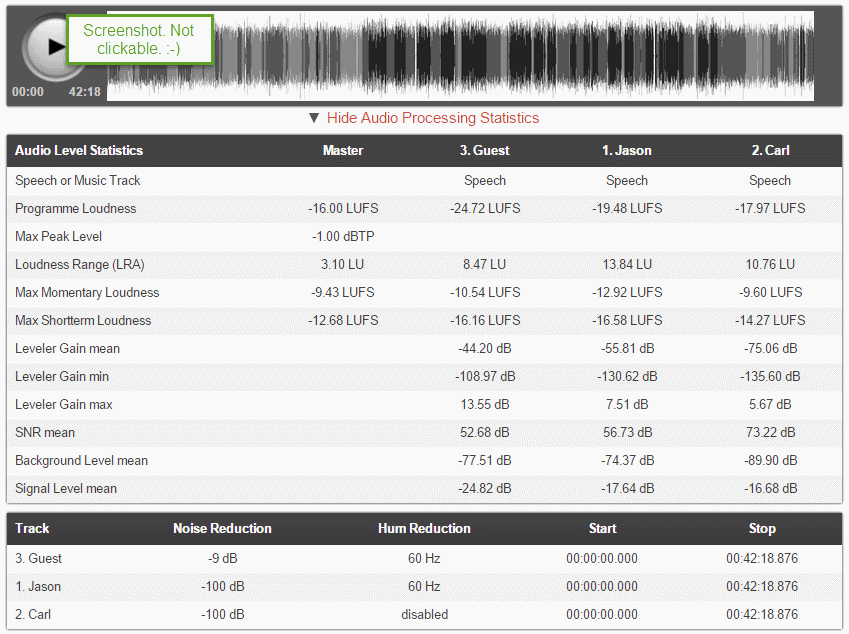 Screenshot. Not
clickable. :-)
00:00 42:18
▼ Hide Audio Processing Statistics
Audio Level Statistics Master 3. Guest 1. Jason 2. Carl
Speech or Music Track Speech Speech Speech
Programme Loudness -16.00 LUFS -24.72 LUFS -19.48 LUFS -17.97 LUFS
Max Peak Level -1.00 dBTP
Loudness Range (LRA) 3.10 LU 8.47 LU 13.84 LU 10.76 LU
Max Momentary Loudness -9.43 LUFS -10.54 LUFS -12.92 LUFS -9.60 LUFS
Max Shortterm Loudness -12.68 LUFS -16.16 LUFS -16.58 LUFS -14.27 LUFS
Leveler Gain mean -44.20 dB -55.81 dB -75.06 dB
Leveler Gain min -108.97 dB -130.62 dB -135.60 dB
Leveler Gain max 13.55 dB 7.51 dB 5.67 dB
SNR mean 52.68 dB 56.73 dB 73.22 dB
Background Level mean -77.51 dB -74.37 dB -89.90 dB
Signal Level mean -24.82 dB -17.64 dB -16.68 dB
Track Noise Reduction Hum Reduction Start Stop
3. Guest -9 dB 60 Hz 00:00:00.000 00:42:18.876
1. Jason -100 dB 60 Hz 00:00:00.000 00:42:18.876
2. Carl -100 dB disabled 00:00:00.000 00:42:18.876